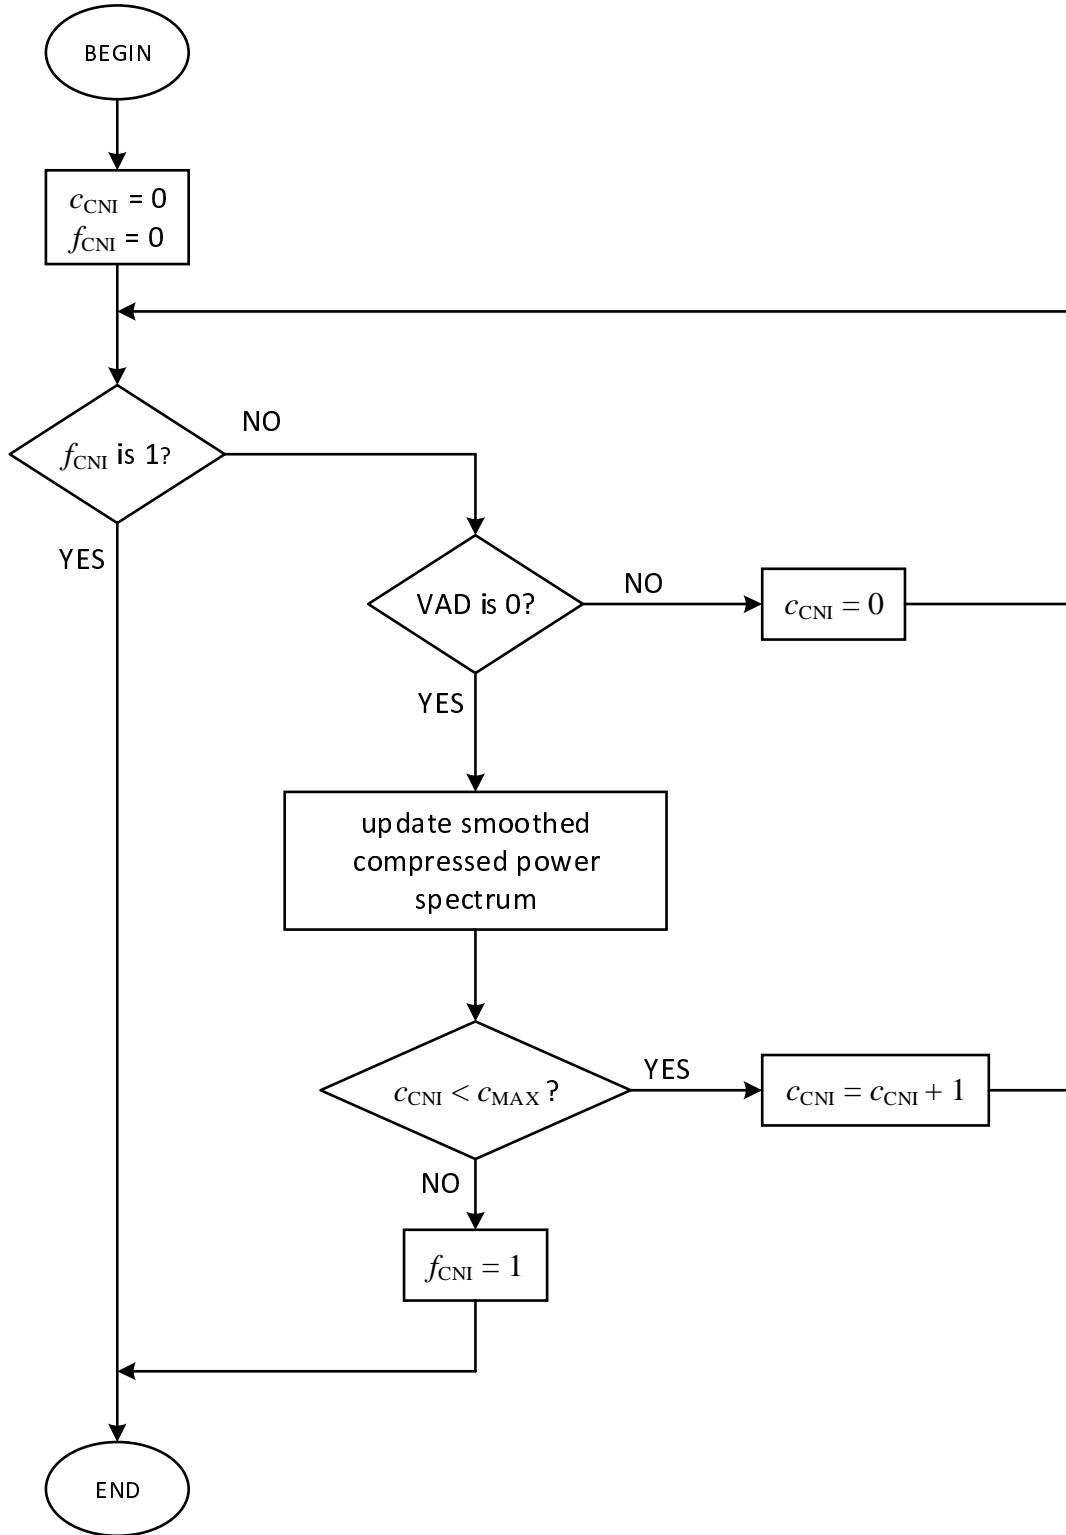 BEGIN
c_CNI = 0
f_CNI = 0
NO
f_CNI is 1?
YES
VAD is 0?
NO
c_CNI = 0
YES
update smoothed
compressed power
spectrum
c_CNI < c_MAX ?
YES
c_CNI = c_CNI + 1
NO
f_CNI = 1
END